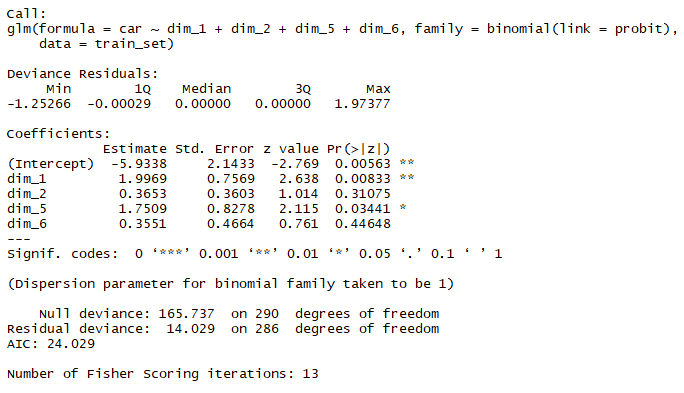 Call:
glm(formula = car ~ dim_1 + dim_2 + dim_5 + dim_6, family = binomial(link = probit),
    data = train_set)
Deviance Residuals:
     Min        1Q    Median        3Q       Max
-1.25266  -0.00029   0.00000   0.00000   1.97377
Coefficients:
            Estimate Std. Error z value Pr(>|z|)
(Intercept)  -5.9338     2.1433  -2.769  0.00563 **
dim_1         1.9969     0.7569   2.638  0.00833 **
dim_2         0.3653     0.3603   1.014  0.31075
dim_5         1.7509     0.8278   2.115  0.03441 *
dim_6         0.3551     0.4664   0.761  0.44648
---
Signif. codes:  0 ‘***’ 0.001 ‘**’ 0.01 ‘*’ 0.05 ‘.’ 0.1 ‘ ’ 1
(Dispersion parameter for binomial family taken to be 1)
    Null deviance: 165.737  on 290  degrees of freedom
Residual deviance:  14.029  on 286  degrees of freedom
AIC: 24.029
Number of Fisher Scoring iterations: 13